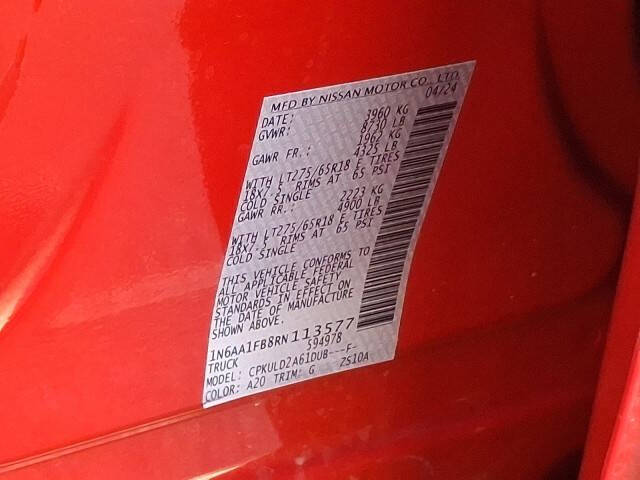 MFD BY NISSAN MOTOR CO., LTD.
DATE: 04/24
GVWR: 3960 KG
8730 LB
GAWR FR.: 1962 KG
4325 LB
WITH LT275/65R18 E TIRES
18X7.5 RIMS AT 65 PSI
COLD SINGLE
GAWR RR.: 2223 KG
4900 LB
WITH LT275/65R18 E TIRES
18X7.5 RIMS AT 65 PSI
COLD SINGLE
THIS VEHICLE CONFORMS TO
ALL APPLICABLE FEDERAL
MOTOR VEHICLE SAFETY
STANDARDS IN EFFECT ON
THE DATE OF MANUFACTURE
SHOWN ABOVE.
1N6AA1FB8RN113577
TRUCK 594978
MODEL: CPKULD2A61DUB---F-
COLOR: A20 TRIM: G ZS10A